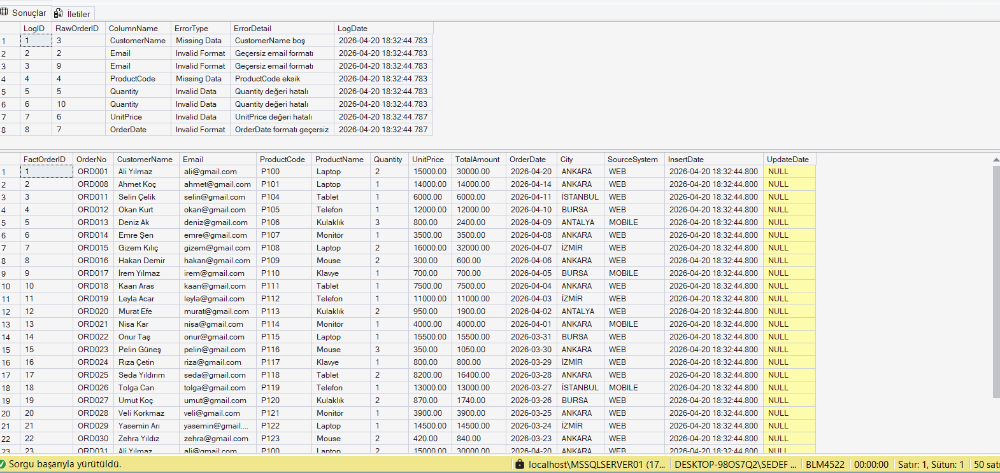 Sonuçlar İletiler
LogID RawOrderID ColumnName ErrorType ErrorDetail LogDate
1 1 3 CustomerName Missing Data CustomerName boş 2026-04-20 18:32:44.783
2 2 2 Email Invalid Format Geçersiz email formatı 2026-04-20 18:32:44.783
3 3 9 Email Invalid Format Geçersiz email formatı 2026-04-20 18:32:44.783
4 4 4 ProductCode Missing Data ProductCode eksik 2026-04-20 18:32:44.783
5 5 5 Quantity Invalid Data Quantity değeri hatalı 2026-04-20 18:32:44.783
6 6 10 Quantity Invalid Data Quantity değeri hatalı 2026-04-20 18:32:44.783
7 7 6 UnitPrice Invalid Data UnitPrice değeri hatalı 2026-04-20 18:32:44.787
8 8 7 OrderDate Invalid Format OrderDate formatı geçersiz 2026-04-20 18:32:44.787
FactOrderID OrderNo CustomerName Email ProductCode ProductName Quantity UnitPrice TotalAmount OrderDate City SourceSystem InsertDate UpdateDate
1 1 ORD001 Ali Yılmaz ali@gmail.com P100 Laptop 2 15000.00 30000.00 2026-04-20 ANKARA WEB 2026-04-20 18:32:44.800 NULL
2 2 ORD008 Ahmet Koç ahmet@gmail.com P101 Laptop 1 14000.00 14000.00 2026-04-14 ANKARA WEB 2026-04-20 18:32:44.800 NULL
3 3 ORD011 Selin Çelik selin@gmail.com P104 Tablet 1 6000.00 6000.00 2026-04-11 İSTANBUL WEB 2026-04-20 18:32:44.800 NULL
4 4 ORD012 Okan Kurt okan@gmail.com P105 Telefon 1 12000.00 12000.00 2026-04-10 BURSA WEB 2026-04-20 18:32:44.800 NULL
5 5 ORD013 Deniz Ak deniz@gmail.com P106 Kulaklık 3 800.00 2400.00 2026-04-09 ANTALYA MOBILE 2026-04-20 18:32:44.800 NULL
6 6 ORD014 Emre Şen emre@gmail.com P107 Monitör 1 3500.00 3500.00 2026-04-08 ANKARA WEB 2026-04-20 18:32:44.800 NULL
7 7 ORD015 Gizem Kılıç gizem@gmail.com P108 Laptop 2 16000.00 32000.00 2026-04-07 İZMİR WEB 2026-04-20 18:32:44.800 NULL
8 8 ORD016 Hakan Demir hakan@gmail.com P109 Mouse 2 300.00 600.00 2026-04-06 ANKARA WEB 2026-04-20 18:32:44.800 NULL
9 9 ORD017 İrem Yılmaz irem@gmail.com P110 Klavye 1 700.00 700.00 2026-04-05 BURSA MOBILE 2026-04-20 18:32:44.800 NULL
10 10 ORD018 Kaan Aras kaan@gmail.com P111 Tablet 1 7500.00 7500.00 2026-04-04 ANKARA WEB 2026-04-20 18:32:44.800 NULL
11 11 ORD019 Leyla Acar leyla@gmail.com P112 Telefon 1 11000.00 11000.00 2026-04-03 İZMİR WEB 2026-04-20 18:32:44.800 NULL
12 12 ORD020 Murat Efe murat@gmail.com P113 Kulaklık 2 950.00 1900.00 2026-04-02 ANTALYA WEB 2026-04-20 18:32:44.800 NULL
13 13 ORD021 Nisa Kar nisa@gmail.com P114 Monitör 1 4000.00 4000.00 2026-04-01 ANKARA MOBILE 2026-04-20 18:32:44.800 NULL
14 14 ORD022 Onur Taş onur@gmail.com P115 Laptop 1 15500.00 15500.00 2026-03-31 BURSA WEB 2026-04-20 18:32:44.800 NULL
15 15 ORD023 Pelin Güneş pelin@gmail.com P116 Mouse 3 350.00 1050.00 2026-03-30 ANKARA WEB 2026-04-20 18:32:44.800 NULL
16 16 ORD024 Rıza Çetin riza@gmail.com P117 Klavye 1 800.00 800.00 2026-03-29 İZMİR WEB 2026-04-20 18:32:44.800 NULL
17 17 ORD025 Seda Yıldırım seda@gmail.com P118 Tablet 2 8200.00 16400.00 2026-03-28 ANKARA WEB 2026-04-20 18:32:44.800 NULL
18 18 ORD026 Tolga Can tolga@gmail.com P119 Telefon 1 13000.00 13000.00 2026-03-27 İSTANBUL MOBILE 2026-04-20 18:32:44.800 NULL
19 19 ORD027 Umut Koç umut@gmail.com P120 Kulaklık 2 870.00 1740.00 2026-03-26 BURSA WEB 2026-04-20 18:32:44.800 NULL
20 20 ORD028 Veli Korkmaz veli@gmail.com P121 Monitör 1 3900.00 3900.00 2026-03-25 ANKARA WEB 2026-04-20 18:32:44.800 NULL
21 21 ORD029 Yasemin Arı yasemin@gmail.... P122 Laptop 1 14500.00 14500.00 2026-03-24 İZMİR WEB 2026-04-20 18:32:44.800 NULL
22 22 ORD030 Zehra Yıldız zehra@gmail.com P123 Mouse 2 420.00 840.00 2026-03-23 ANKARA WEB 2026-04-20 18:32:44.800 NULL
23 23 ORD031 Ali Yılmaz ali@gmail.com P100 Laptop 2 15000.00 30000.00 2026-04-20 ANKARA WEB 2026-04-20 18:32:44.800 NULL
Sorgu başarıyla yürütüldü. localhost\MSSQLSERVER01 (17... DESKTOP-98OS7Q2\SEDEF ... BLM4522 00:00:00 Satır: 1, Sütun: 1 50 satı